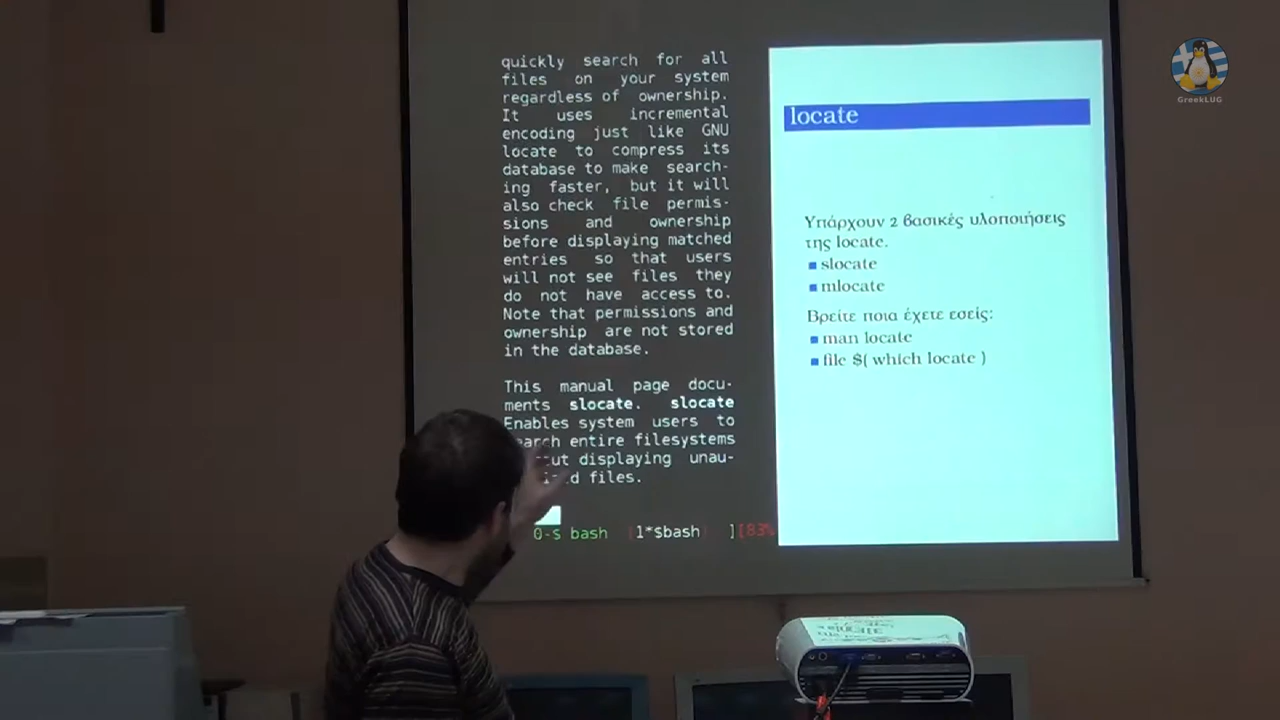 quickly search for all
files on your system
regardless of ownership.
It uses incremental
encoding just like GNU
locate to compress its
database to make search-
ing faster, but it will
also check file permis-
sions and ownership
before displaying matched
entries so that users
will not see files they
do not have access to.
Note that permissions and
ownership are not stored
in the database.
This manual page docu-
ments slocate. slocate
Enables system users to
search entire filesystems
displaying unau-
files.
0-$ bash 1*$bash ][83%
locate
Υπάρχουν 2 βασικές υλοποιήσεις
της locate.
slocate
mlocate
Βρείτε ποια έχετε εσείς:
man locate
file $( which locate )
GreekLUG